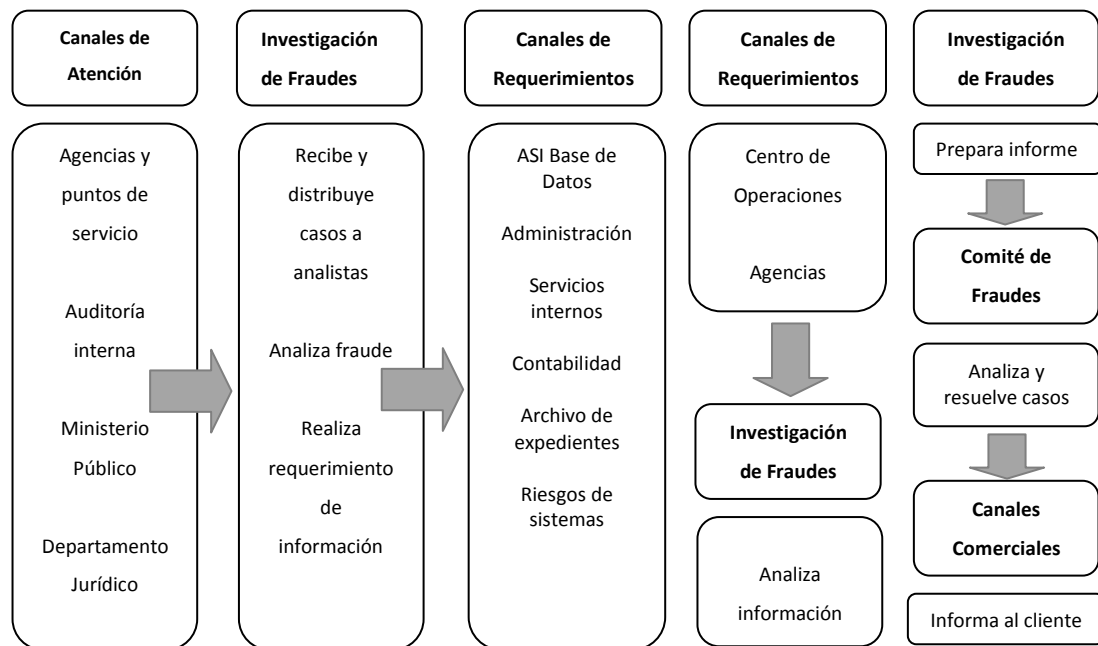 Canales de
Atención
Agencias y
puntos de
servicio
Auditoría
interna
Ministerio
Público
Departamento
Jurídico
Investigación
de Fraudes
Recibe y
distribuye
casos a
analistas
Analiza fraude
Realiza
requerimiento
de
información
Canales de
Requerimientos
ASI Base de
Datos
Administración
Servicios
internos
Contabilidad
Archivo de
expedientes
Riesgos de
sistemas
Canales de
Requerimientos
Centro de
Operaciones
Agencias
Investigación
de Fraudes
Analiza
información
Investigación
de Fraudes
Prepara informe
Comité de
Fraudes
Analiza y
resuelve casos
Canales
Comerciales
Informa al cliente